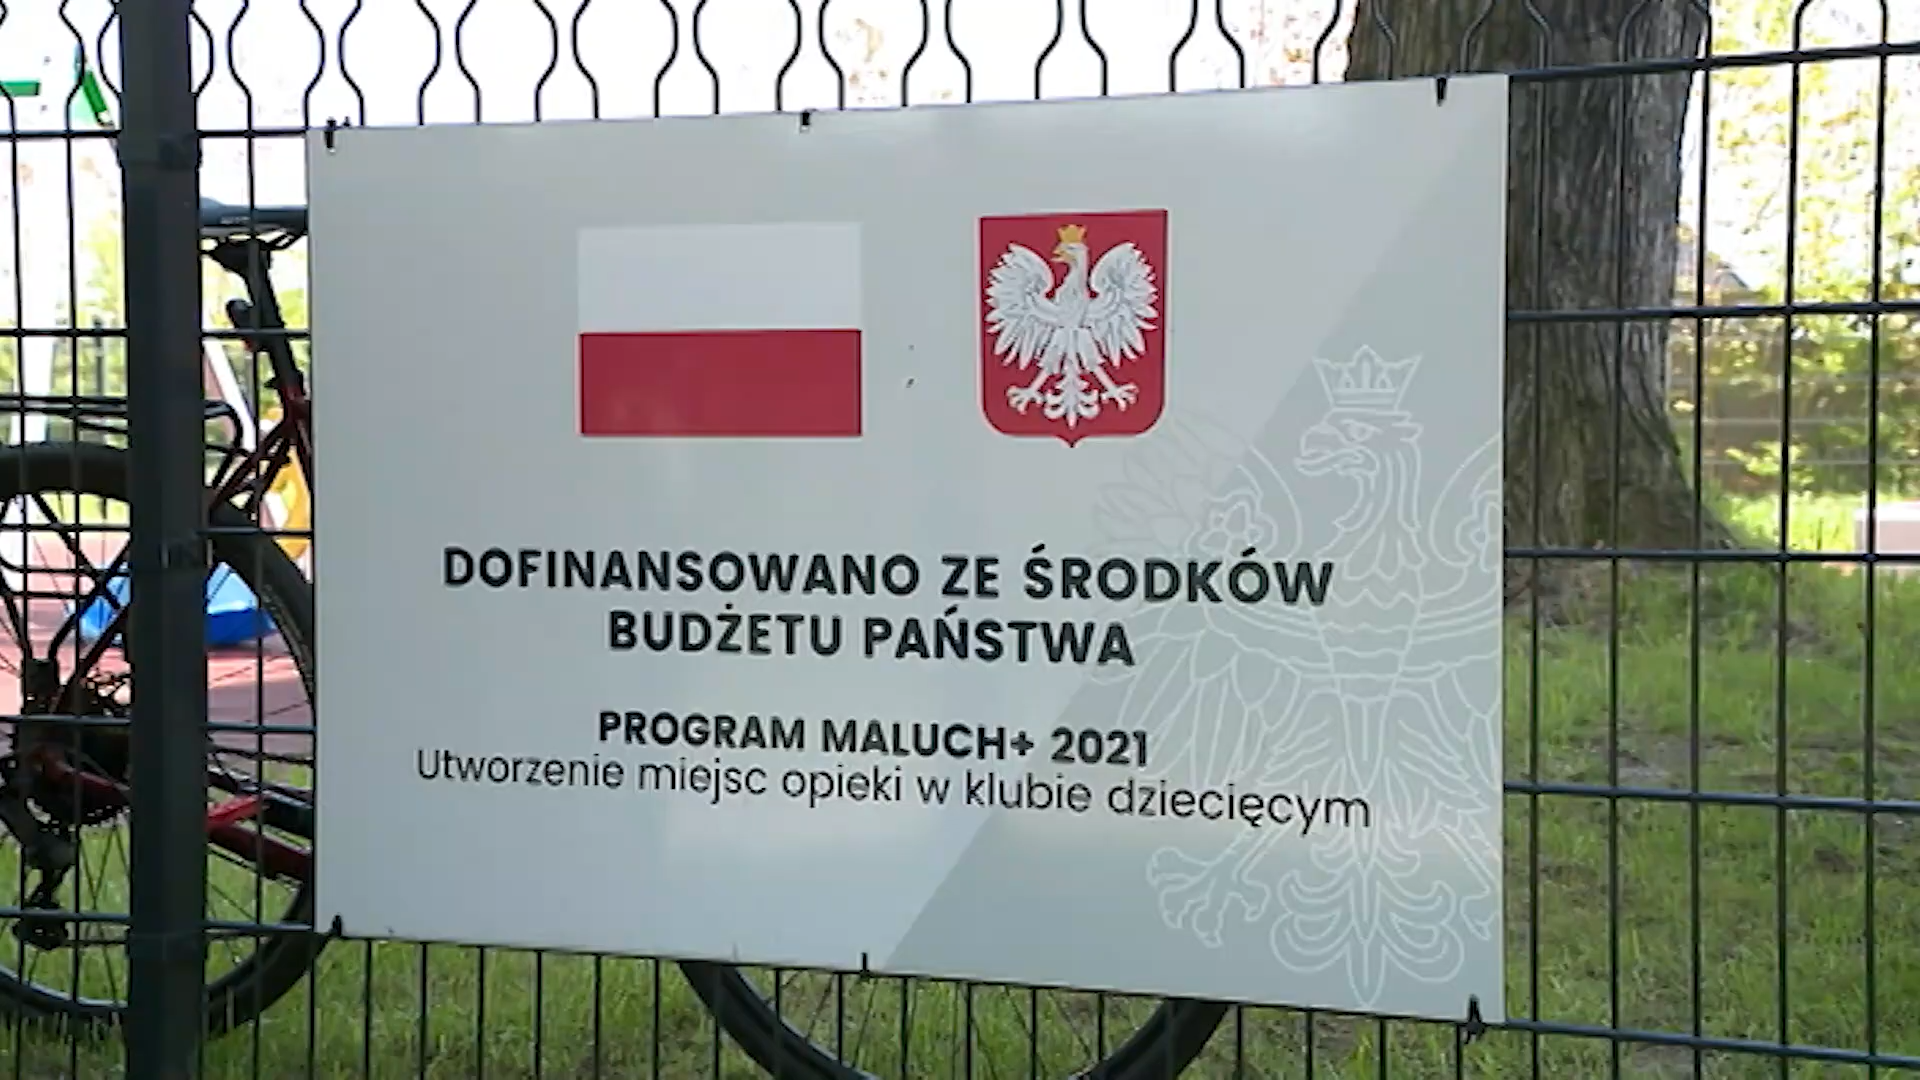 DOFINANSOWANO ZE ŚRODKÓW
BUDŻETU PAŃSTWA
PROGRAM MALUCH+ 2021
Utworzenie miejsc opieki w klubie dziecięcym